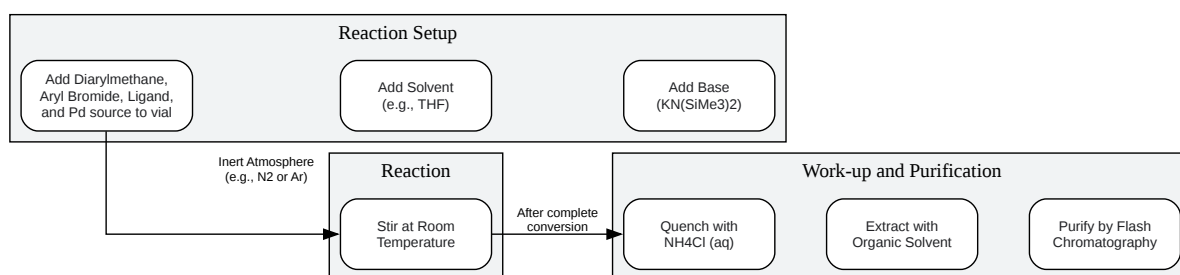 Reaction Setup
Add Diarylmethane,
Aryl Bromide, Ligand,
and Pd source to vial
Add Solvent
(e.g., THF)
Add Base
(KN(SiMe3)2)
Inert Atmosphere
(e.g., N2 or Ar)
Reaction
Stir at Room
Temperature
After complete
conversion
Work-up and Purification
Quench with
NH4Cl (aq)
Extract with
Organic Solvent
Purify by Flash
Chromatography